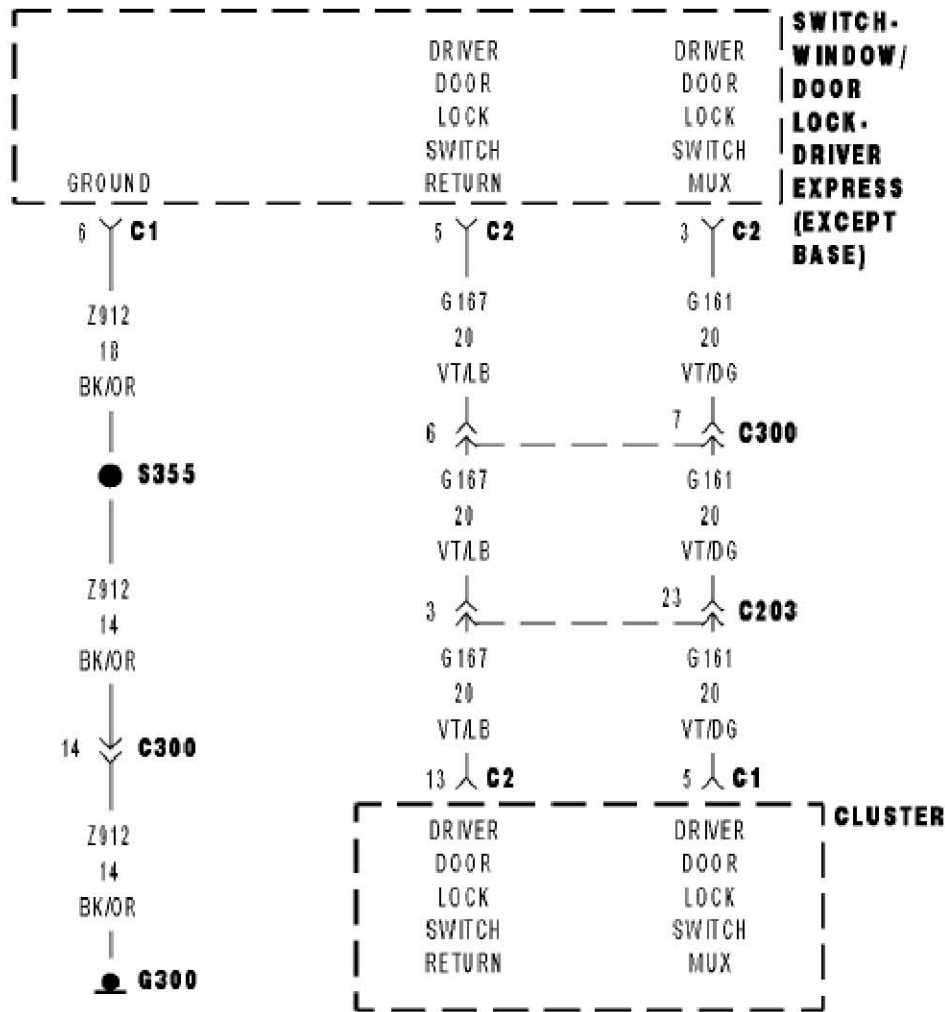 SWITCH-
WINDOW/
DOOR
LOCK-
DRIVER
EXPRESS
(EXCEPT
BASE)
GROUND
DRIVER
DOOR
LOCK
SWITCH
RETURN
DRIVER
DOOR
LOCK
SWITCH
MUX
6 C1
5 C2
3 C2
Z912
18
BK/OR
G167
20
VT/LB
G161
20
VT/DG
6
7 C300
S355
G167
20
VT/LB
G161
20
VT/DG
Z912
14
BK/OR
3
23 C203
G167
20
VT/LB
G161
20
VT/DG
14 C300
13 C2
5 C1
Z912
14
BK/OR
G300
CLUSTER
DRIVER
DOOR
LOCK
SWITCH
RETURN
DRIVER
DOOR
LOCK
SWITCH
MUX